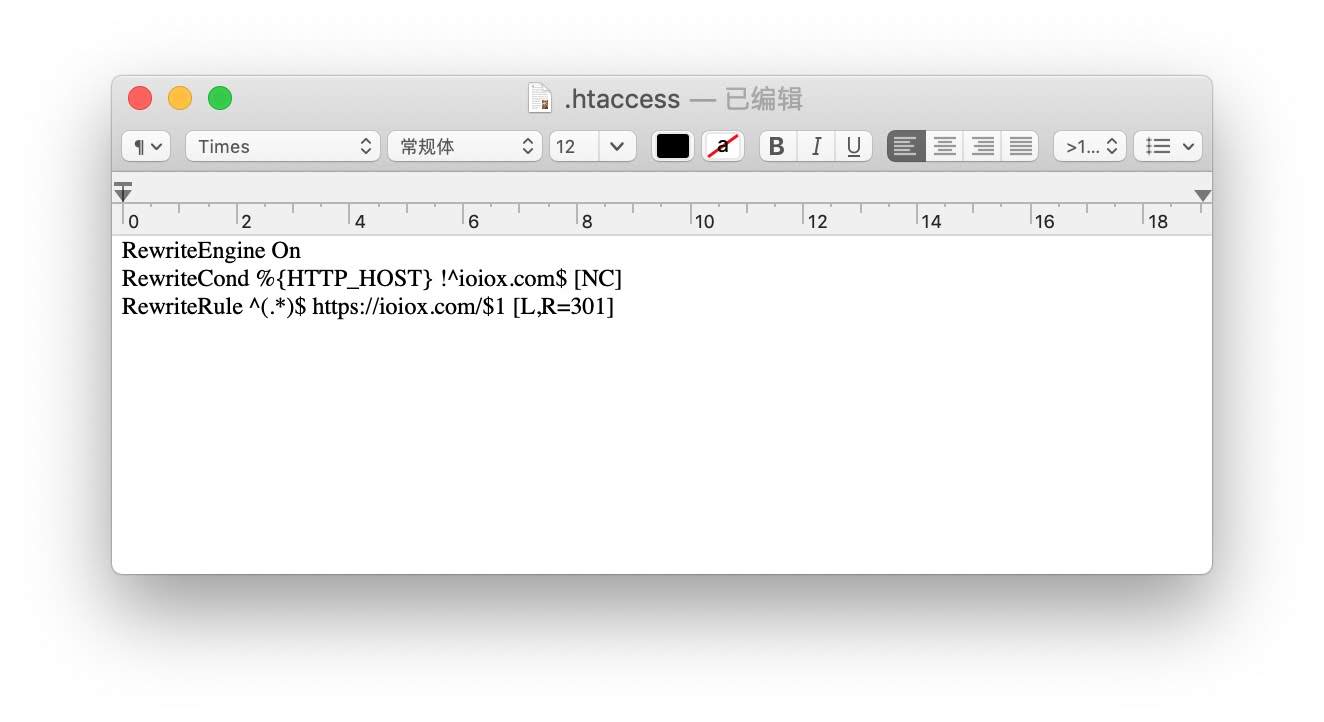 .htaccess — 已编辑
¶ Times 常规体 12 a B I U >1...
0 2 4 6 8 10 12 14 16 18
RewriteEngine On
RewriteCond %{HTTP_HOST} !^ioiox.com$ [NC]
RewriteRule ^(.*)$ https://ioiox.com/$1 [L,R=301]